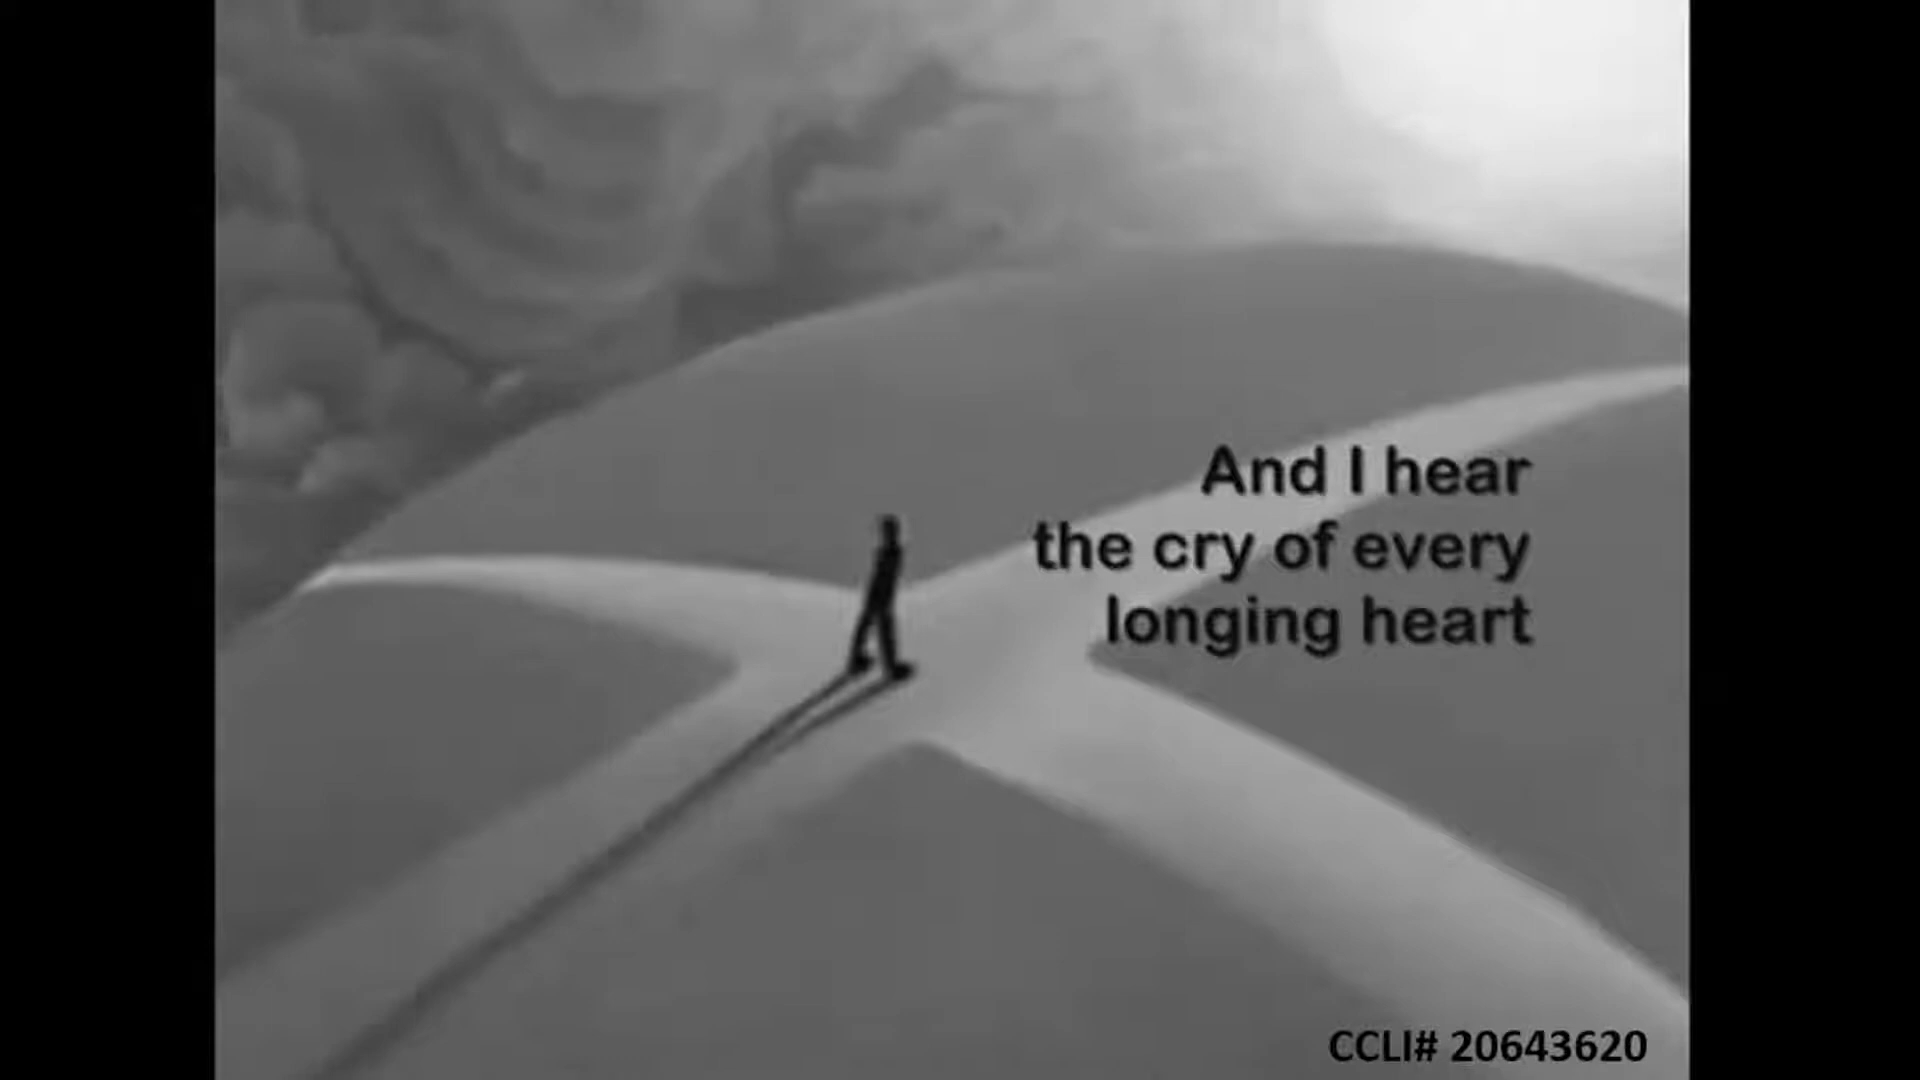 And I hear
the cry of every
longing heart
CCLI# 20643620